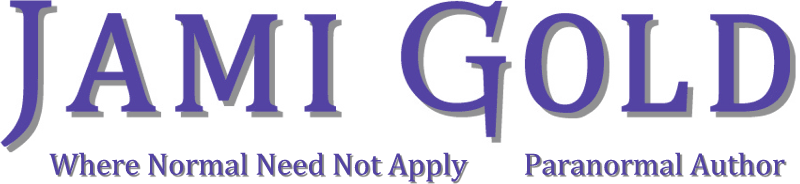 JAMI GOLD
Where Normal Need Not Apply Paranormal Author